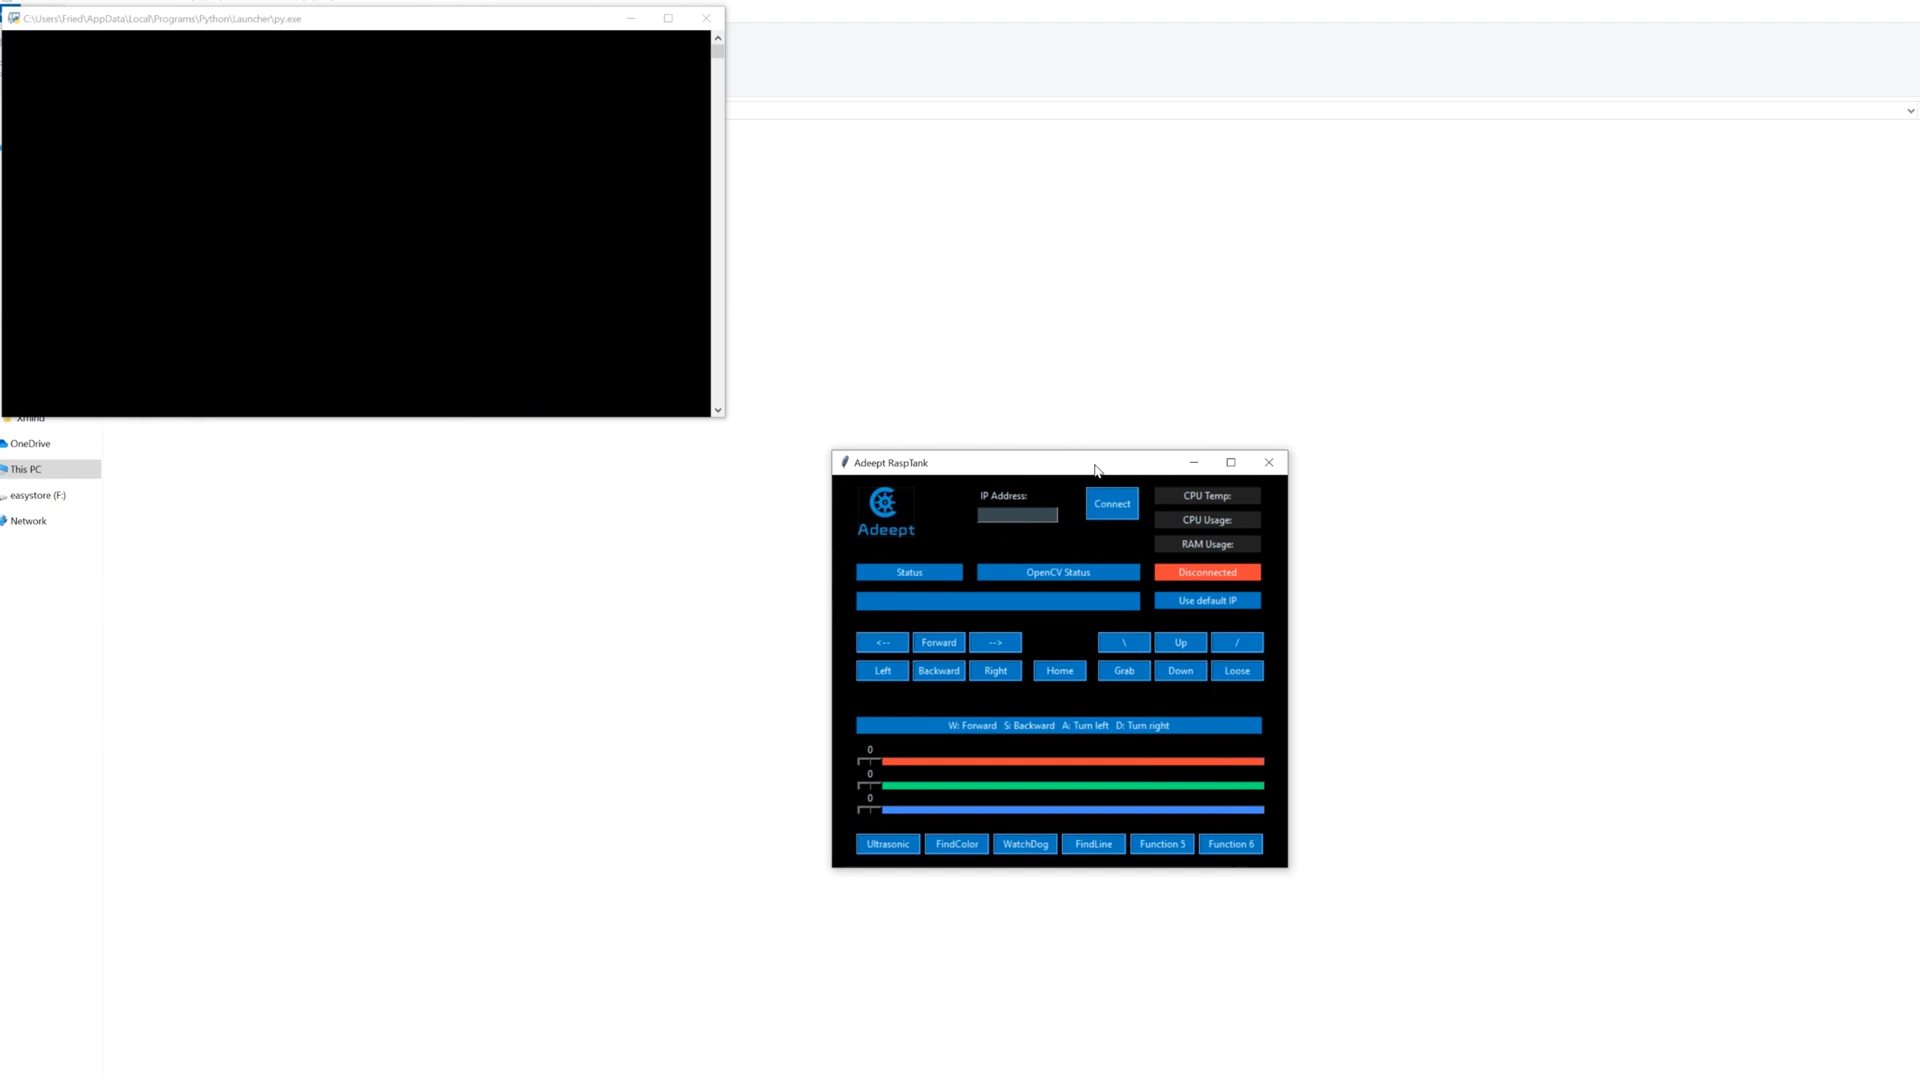 C:\Users\Fried\AppData\Local\Programs\Python\Launcher\py.exe
OneDrive
This PC
easystore (F:)
Network
Adeept RaspTank
Adeept
IP Address:
Connect
CPU Temp:
CPU Usage:
RAM Usage:
Status
OpenCV Status
Disconnected
Use default IP
<-- Forward --> \ Up /
Left Backward Right Home Grab Down Loose
W: Forward S: Backward A: Turn left D: Turn right
0
0
0
Ultrasonic FindColor WatchDog FindLine Function 5 Function 6